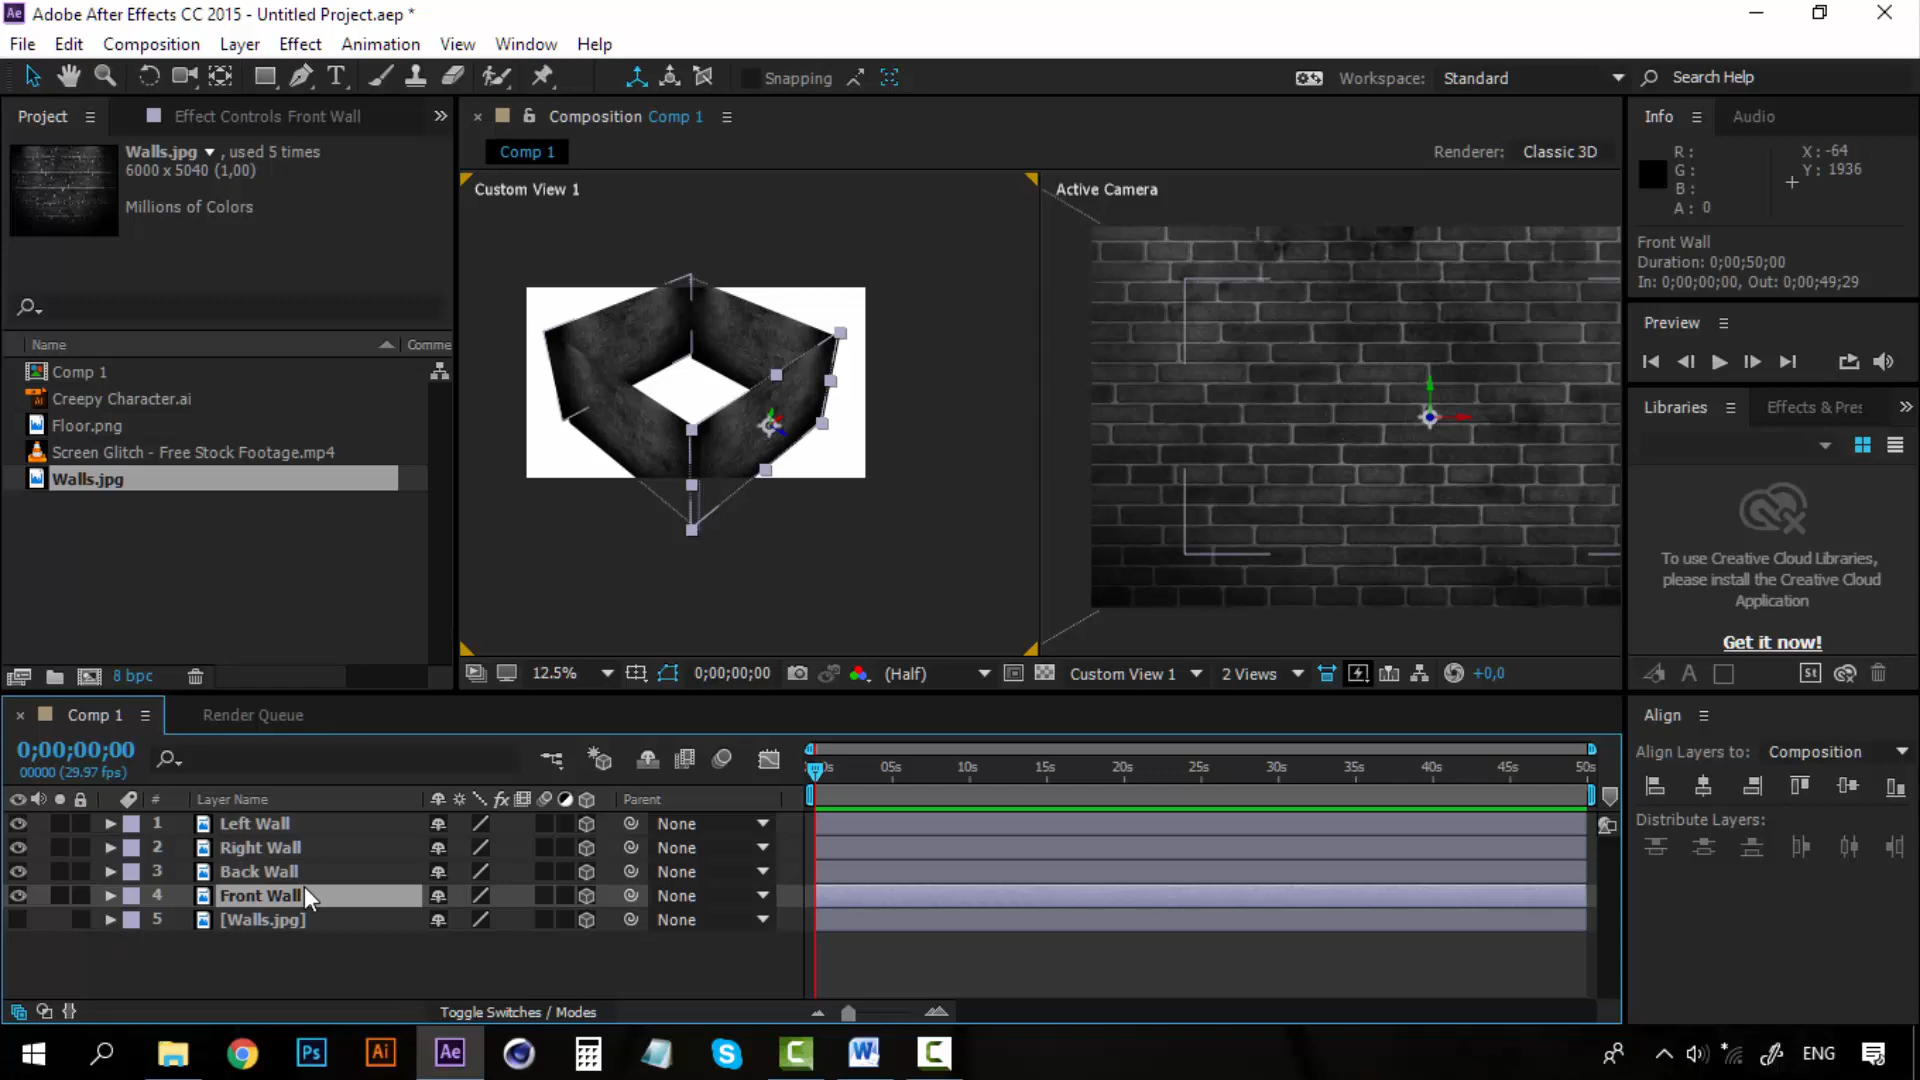 Ae Adobe After Effects CC 2015 - Untitled Project.aep *
File Edit Composition Layer Effect Animation View Window Help
T Snapping Workspace: Standard Search Help
Project Effect Controls Front Wall
Walls.jpg , used 5 times
6000 x 5040 (1,00)
Millions of Colors
Name Comme
Comp 1
Creepy Character.ai
Floor.png
Screen Glitch - Free Stock Footage.mp4
Walls.jpg
8 bpc
Composition Comp 1
Comp 1 Renderer: Classic 3D
Custom View 1 Active Camera
12.5% 0;00;00;00 (Half) Custom View 1 2 Views +0,0
Info Audio
R: X: -64
G: Y: 1936
B:
A: 0
Front Wall
Duration: 0;00;50;00
In: 0;00;00;00, Out: 0;00;49;29
Preview
Libraries Effects & Pres
To use Creative Cloud Libraries,
please install the Creative Cloud
Application
Get it now!
A St
Comp 1 Render Queue
0;00;00;00
00000 (29.97 fps)
05s 10s 15s 20s 25s 30s 35s 40s 45s 50s
# Layer Name fx Parent
1 Left Wall None
2 Right Wall None
3 Back Wall None
4 Front Wall None
5 [Walls.jpg] None
Toggle Switches / Modes
Align
Align Layers to: Composition
Distribute Layers:
Ps Ai Ae S C W C ENG